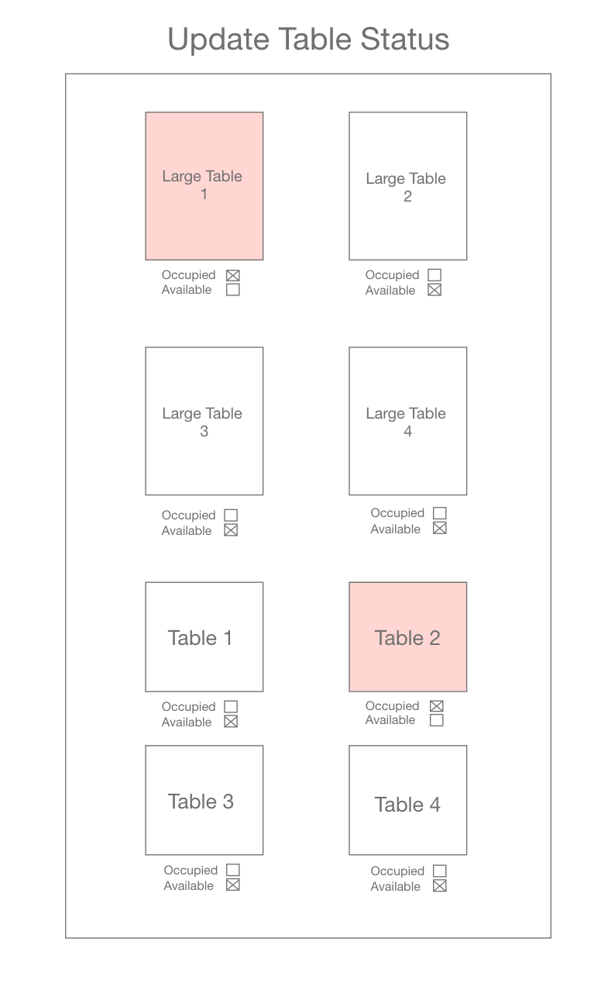 Update Table Status
Large Table
1
Large Table
2
Occupied
Available
Occupied
Available
Large Table
3
Large Table
4
Occupied
Available
Occupied
Available
Table 1
Table 2
Occupied
Available
Occupied
Available
Table 3
Table 4
Occupied
Available
Occupied
Available